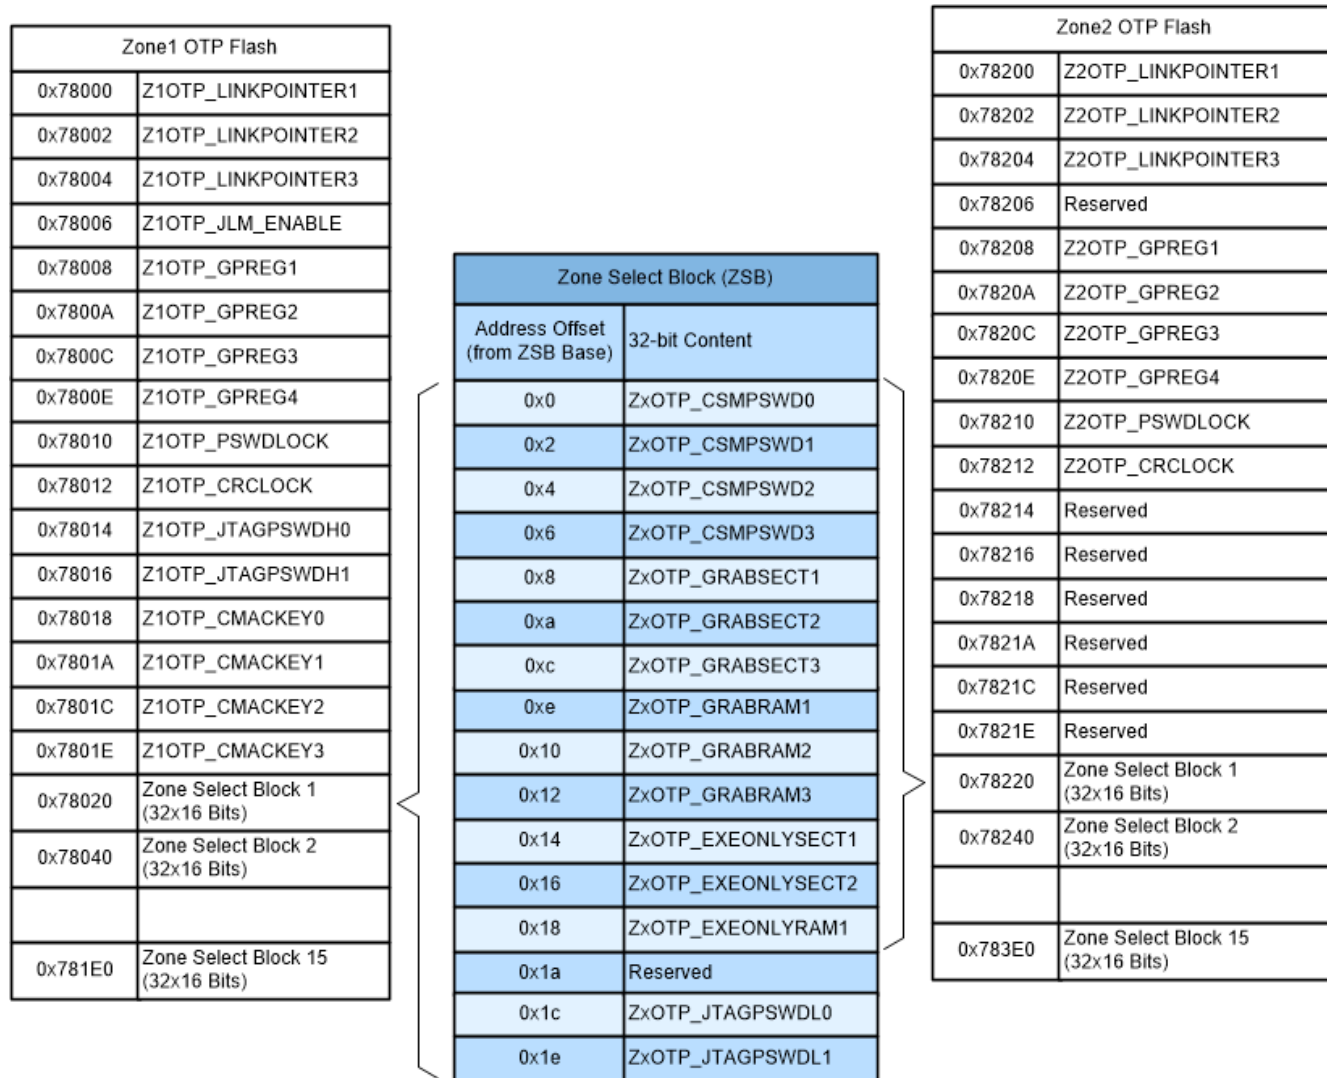 Zone1 OTP Flash
0x78000 Z1OTP_LINKPOINTER1
0x78002 Z1OTP_LINKPOINTER2
0x78004 Z1OTP_LINKPOINTER3
0x78006 Z1OTP_JLM_ENABLE
0x78008 Z1OTP_GPREG1
0x7800A Z1OTP_GPREG2
0x7800C Z1OTP_GPREG3
0x7800E Z1OTP_GPREG4
0x78010 Z1OTP_PSWDLOCK
0x78012 Z1OTP_CRCLOCK
0x78014 Z1OTP_JTAGPSWDH0
0x78016 Z1OTP_JTAGPSWDH1
0x78018 Z1OTP_CMACKEY0
0x7801A Z1OTP_CMACKEY1
0x7801C Z1OTP_CMACKEY2
0x7801E Z1OTP_CMACKEY3
0x78020 Zone Select Block 1
(32x16 Bits)
0x78040 Zone Select Block 2
(32x16 Bits)
0x781E0 Zone Select Block 15
(32x16 Bits)
Zone Select Block (ZSB)
Address Offset
(from ZSB Base) 32-bit Content
0x0 ZxOTP_CSMPSWD0
0x2 ZxOTP_CSMPSWD1
0x4 ZxOTP_CSMPSWD2
0x6 ZxOTP_CSMPSWD3
0x8 ZxOTP_GRABSECT1
0xa ZxOTP_GRABSECT2
0xc ZxOTP_GRABSECT3
0xe ZxOTP_GRABRAM1
0x10 ZxOTP_GRABRAM2
0x12 ZxOTP_GRABRAM3
0x14 ZxOTP_EXEONLYSECT1
0x16 ZxOTP_EXEONLYSECT2
0x18 ZxOTP_EXEONLYRAM1
0x1a Reserved
0x1c ZxOTP_JTAGPSWDL0
0x1e ZxOTP_JTAGPSWDL1
Zone2 OTP Flash
0x78200 Z2OTP_LINKPOINTER1
0x78202 Z2OTP_LINKPOINTER2
0x78204 Z2OTP_LINKPOINTER3
0x78206 Reserved
0x78208 Z2OTP_GPREG1
0x7820A Z2OTP_GPREG2
0x7820C Z2OTP_GPREG3
0x7820E Z2OTP_GPREG4
0x78210 Z2OTP_PSWDLOCK
0x78212 Z2OTP_CRCLOCK
0x78214 Reserved
0x78216 Reserved
0x78218 Reserved
0x7821A Reserved
0x7821C Reserved
0x7821E Reserved
0x78220 Zone Select Block 1
(32x16 Bits)
0x78240 Zone Select Block 2
(32x16 Bits)
0x783E0 Zone Select Block 15
(32x16 Bits)